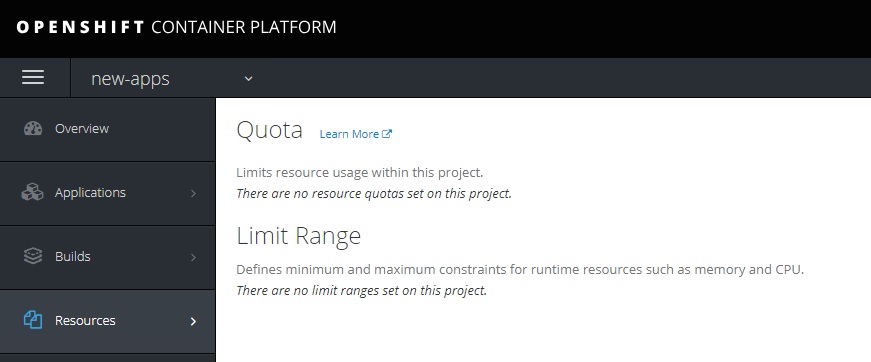 OPENSHIFT CONTAINER PLATFORM
new-apps
Overview
Applications
Builds
Resources
Quota Learn More
Limits resource usage within this project.
There are no resource quotas set on this project.
Limit Range
Defines minimum and maximum constraints for runtime resources such as memory and CPU.
There are no limit ranges set on this project.